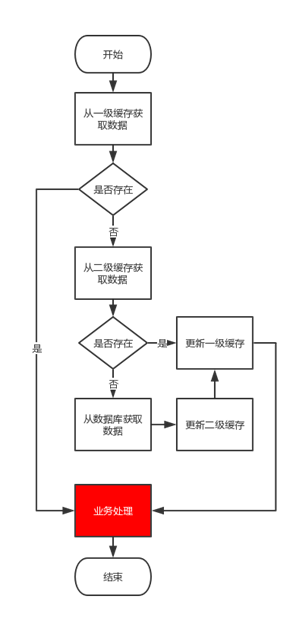 开始
从一级缓存获
取数据
是否存在
否
从二级缓存获
取数据
是否存在
是
更新一级缓存
是
否
从数据库获取
数据
更新二级缓存
业务处理
结束